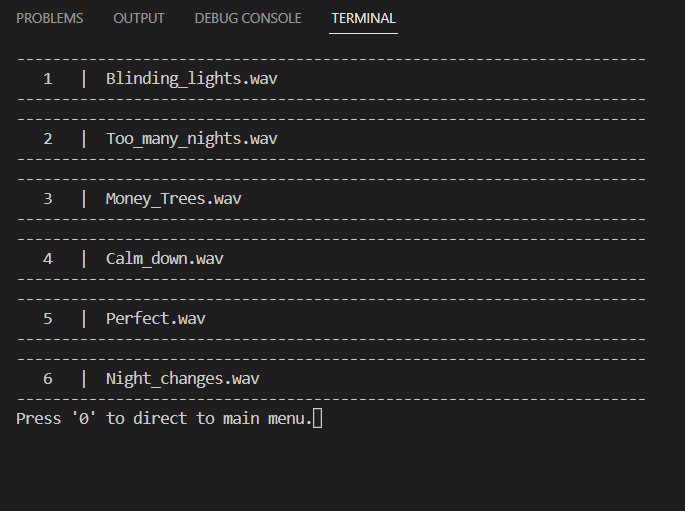 PROBLEMS OUTPUT DEBUG CONSOLE TERMINAL
----------------------------------------------------------------------
1 | Blinding_lights.wav
----------------------------------------------------------------------
----------------------------------------------------------------------
2 | Too_many_nights.wav
----------------------------------------------------------------------
----------------------------------------------------------------------
3 | Money_Trees.wav
----------------------------------------------------------------------
----------------------------------------------------------------------
4 | Calm_down.wav
----------------------------------------------------------------------
----------------------------------------------------------------------
5 | Perfect.wav
----------------------------------------------------------------------
----------------------------------------------------------------------
6 | Night_changes.wav
----------------------------------------------------------------------
Press '0' to direct to main menu.